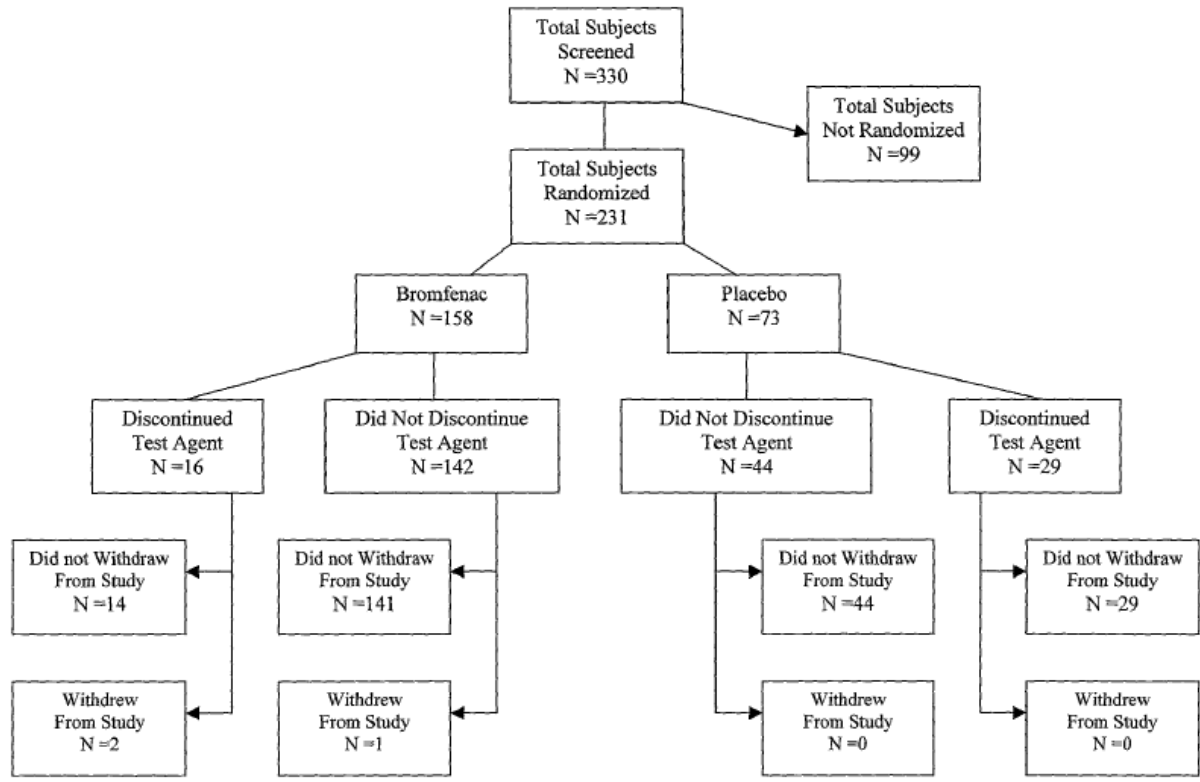 Total Subjects
Screened
N =330
Total Subjects
Not Randomized
N =99
Total Subjects
Randomized
N =231
Bromfenac
N =158
Placebo
N =73
Discontinued
Test Agent
N =16
Did Not Discontinue
Test Agent
N =142
Did Not Discontinue
Test Agent
N =44
Discontinued
Test Agent
N =29
Did not Withdraw
From Study
N =14
Did not Withdraw
From Study
N =141
Did not Withdraw
From Study
N =44
Did not Withdraw
From Study
N =29
Withdrew
From Study
N =2
Withdrew
From Study
N =1
Withdrew
From Study
N =0
Withdrew
From Study
N =0